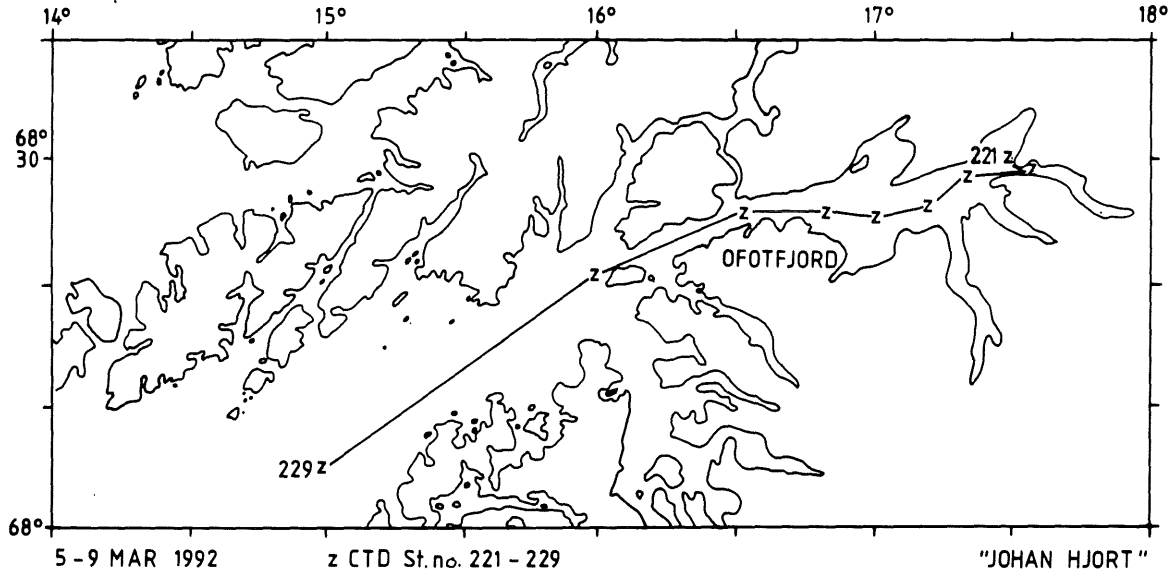 14° 15° 16° 17° 18°
68°
30
221 z
z z
z z z z
OFOTFJORD
z
229 z
68°
5-9 MAR 1992 z CTD St. no. 221-229 "JOHAN HJORT"